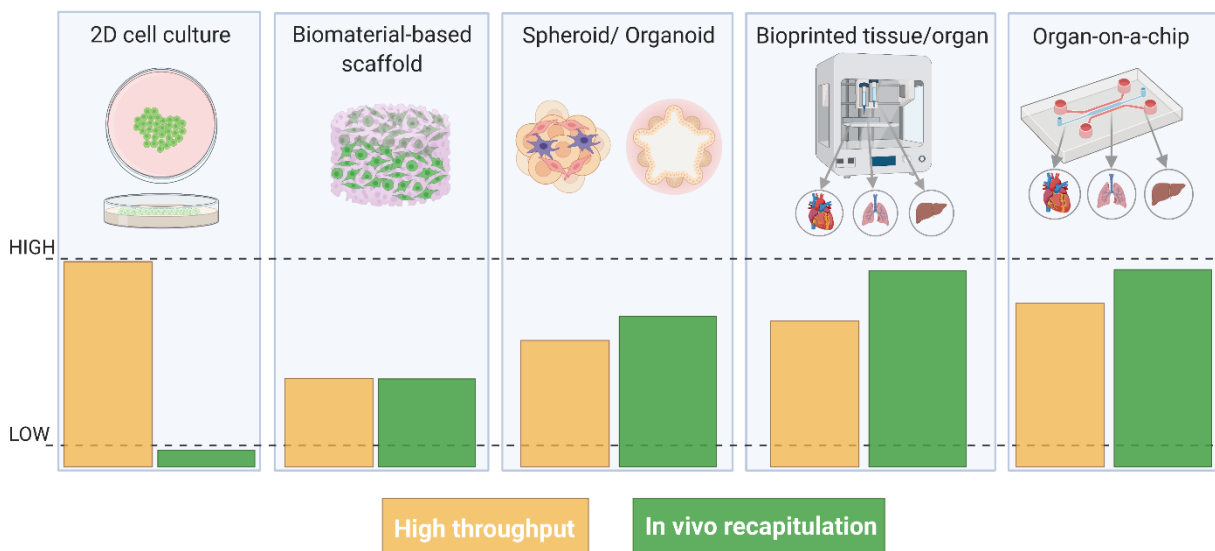 2D cell culture
Biomaterial-based
scaffold
Spheroid/ Organoid
Bioprinted tissue/organ
Organ-on-a-chip
HIGH
LOW
High throughput
In vivo recapitulation